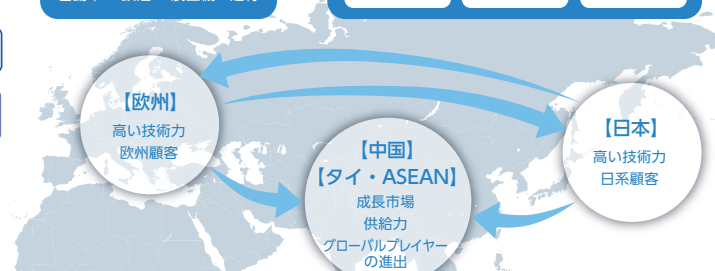 【欧州】
高い技術力
欧州顧客
【中国】
【タイ・ASEAN】
成長市場
供給力
グローバルプレイヤー
の進出
【日本】
高い技術力
日系顧客